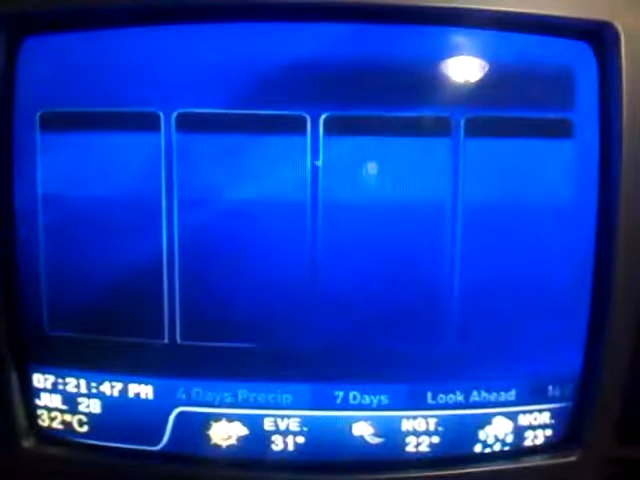 07:21:47 PM
4 Days Precip 7 Days Look Ahead
JUL 28
32°C
EVE. NGT. MOR.
31° 22° 23°